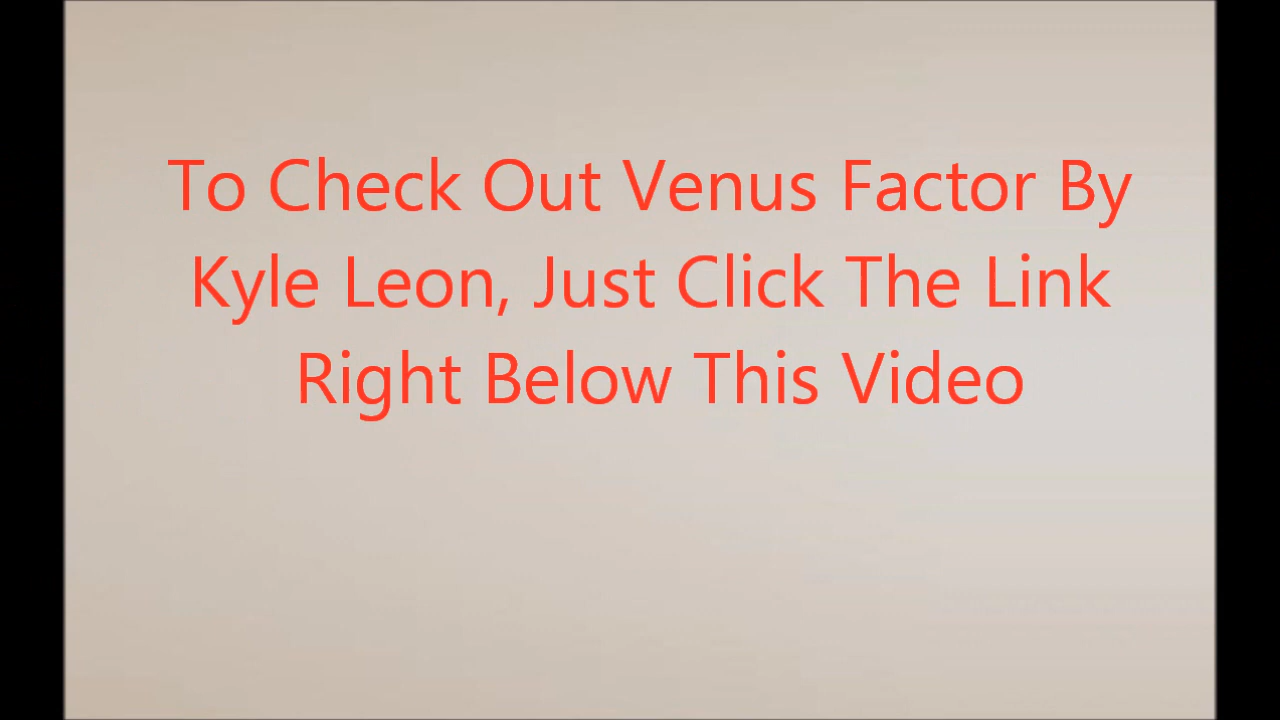 To Check Out Venus Factor By
Kyle Leon, Just Click The Link
Right Below This Video